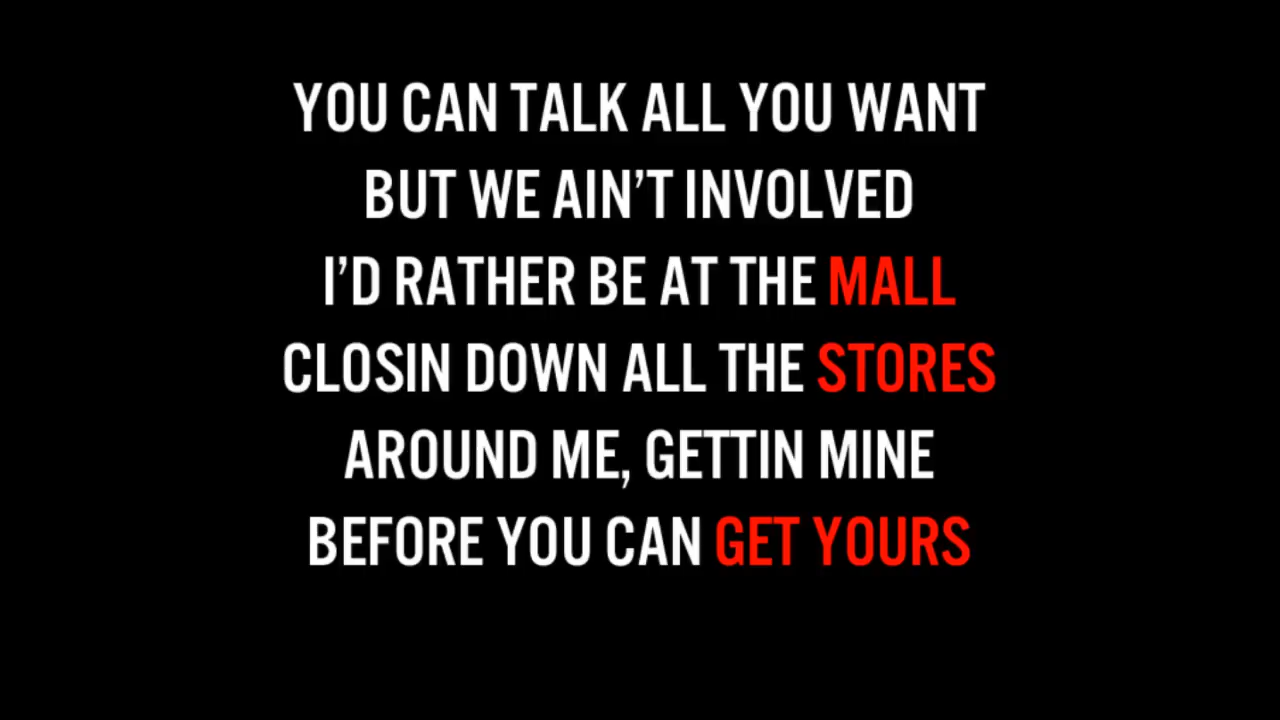 YOU CAN TALK ALL YOU WANT
BUT WE AIN'T INVOLVED
I'D RATHER BE AT THE MALL
CLOSIN DOWN ALL THE STORES
AROUND ME, GETTIN MINE
BEFORE YOU CAN GET YOURS